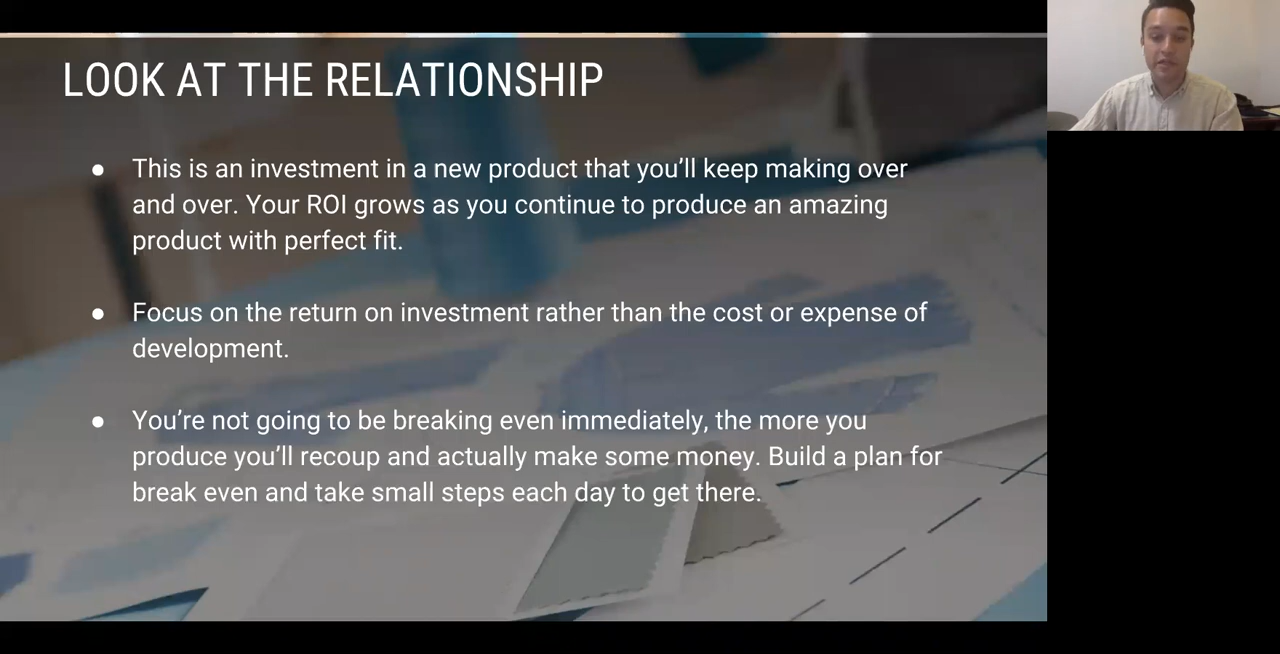 LOOK AT THE RELATIONSHIP
● This is an investment in a new product that you’ll keep making over
and over. Your ROI grows as you continue to produce an amazing
product with perfect fit.
● Focus on the return on investment rather than the cost or expense of
development.
● You’re not going to be breaking even immediately, the more you
produce you’ll recoup and actually make some money. Build a plan for
break even and take small steps each day to get there.